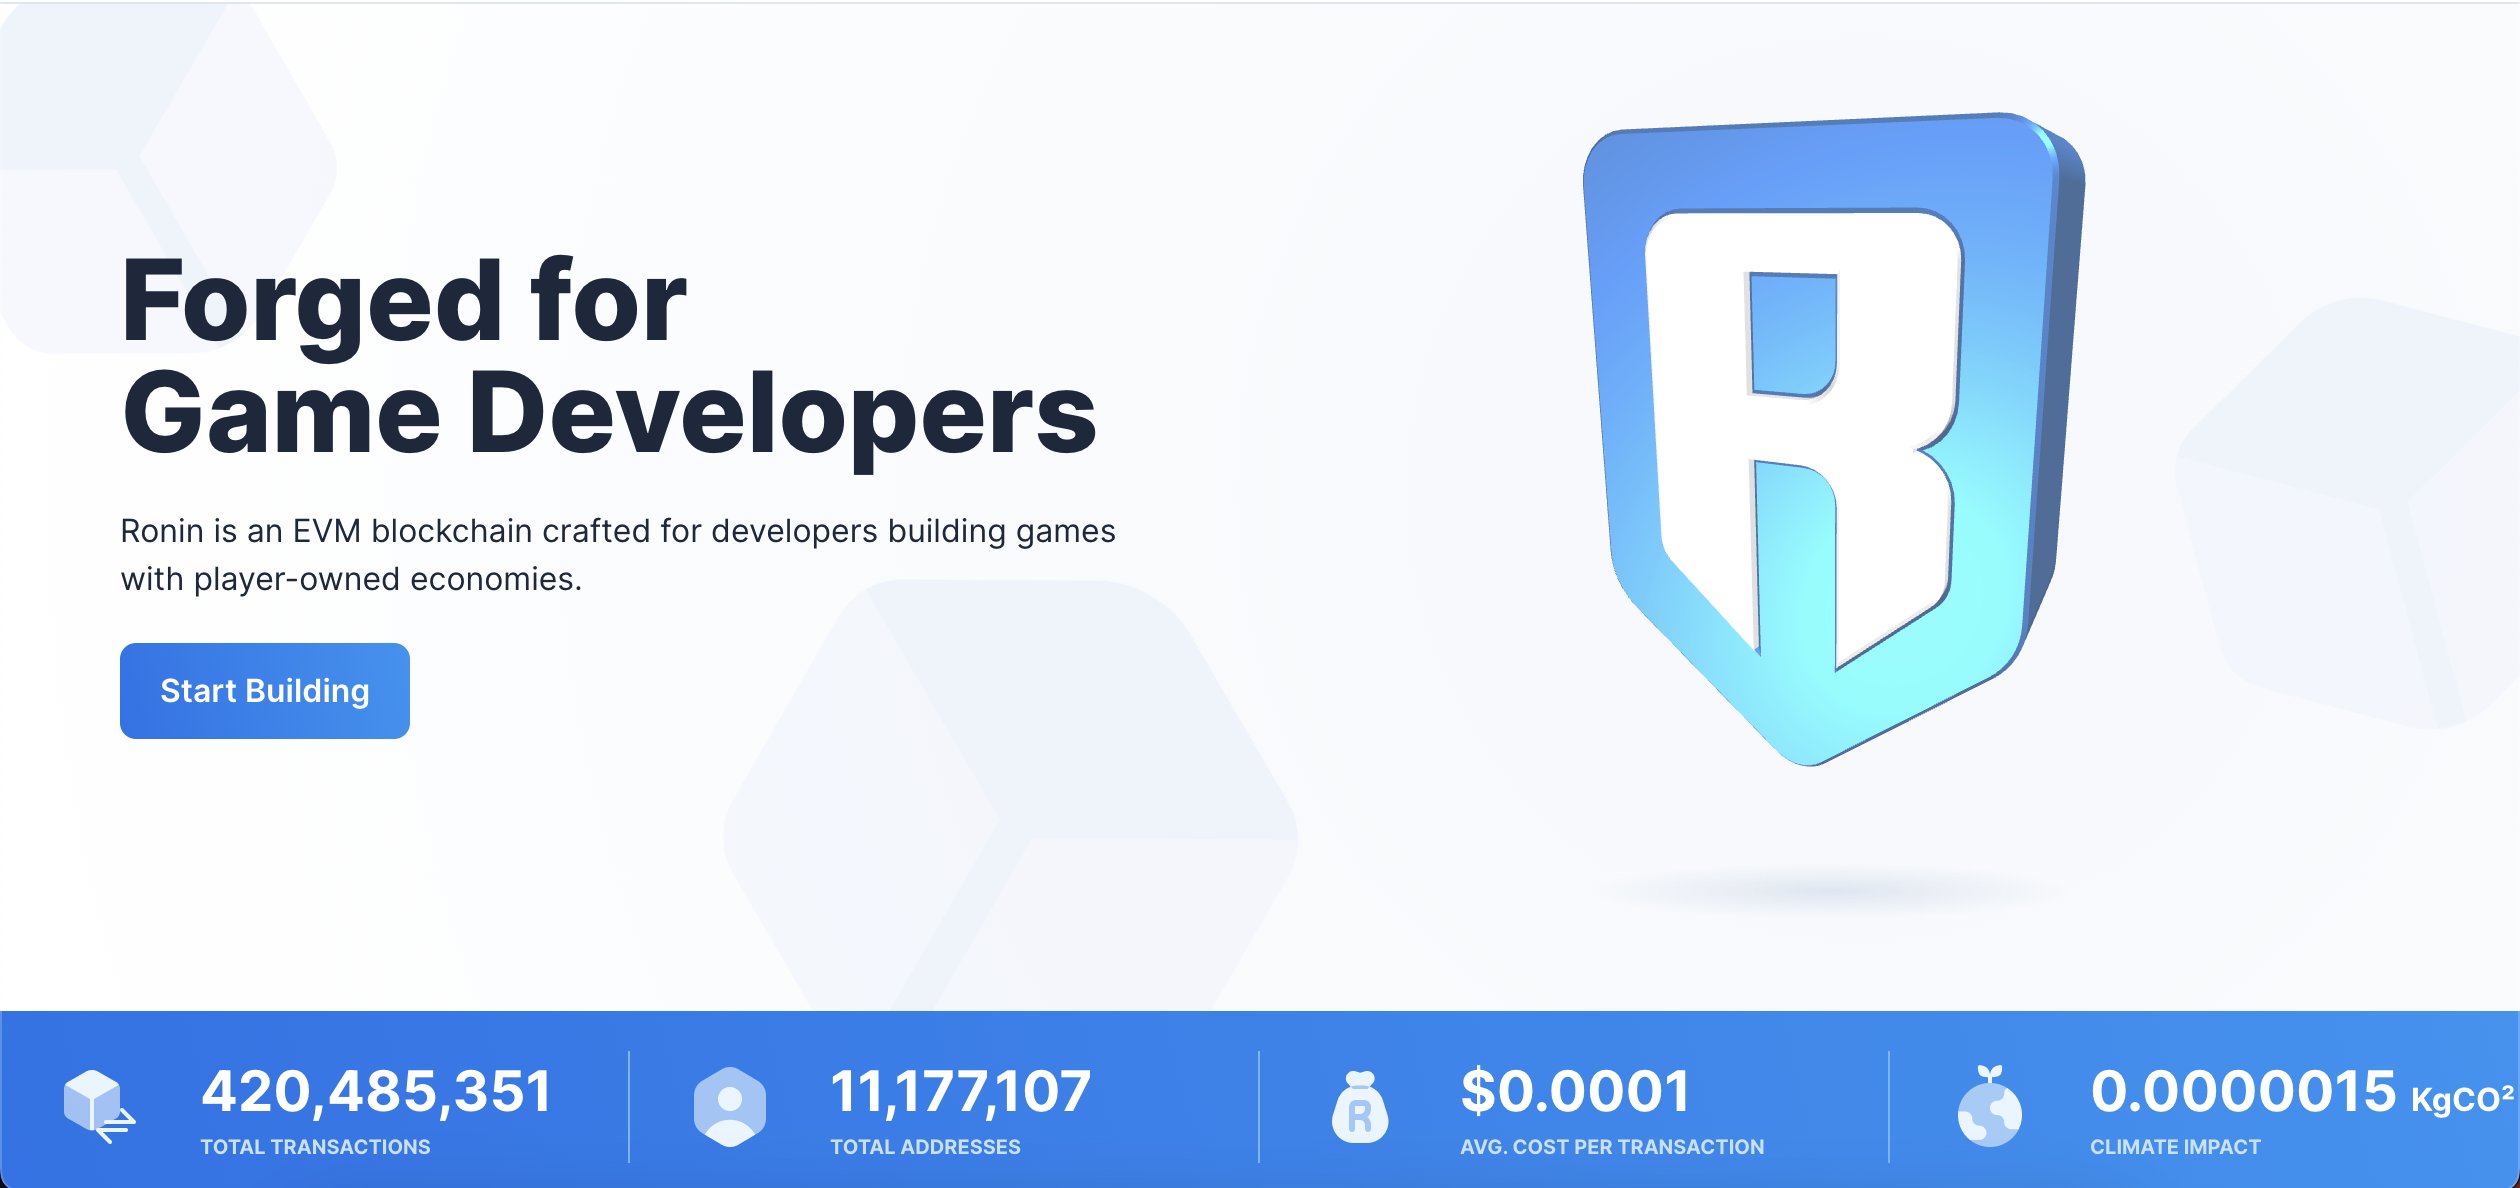 Forged for
Game Developers
Ronin is an EVM blockchain crafted for developers building games
with player-owned economies.
Start Building
R
420,485,351
TOTAL TRANSACTIONS
11,177,107
TOTAL ADDRESSES
R
$0.0001
AVG. COST PER TRANSACTION
0.0000015 KgCO²
CLIMATE IMPACT